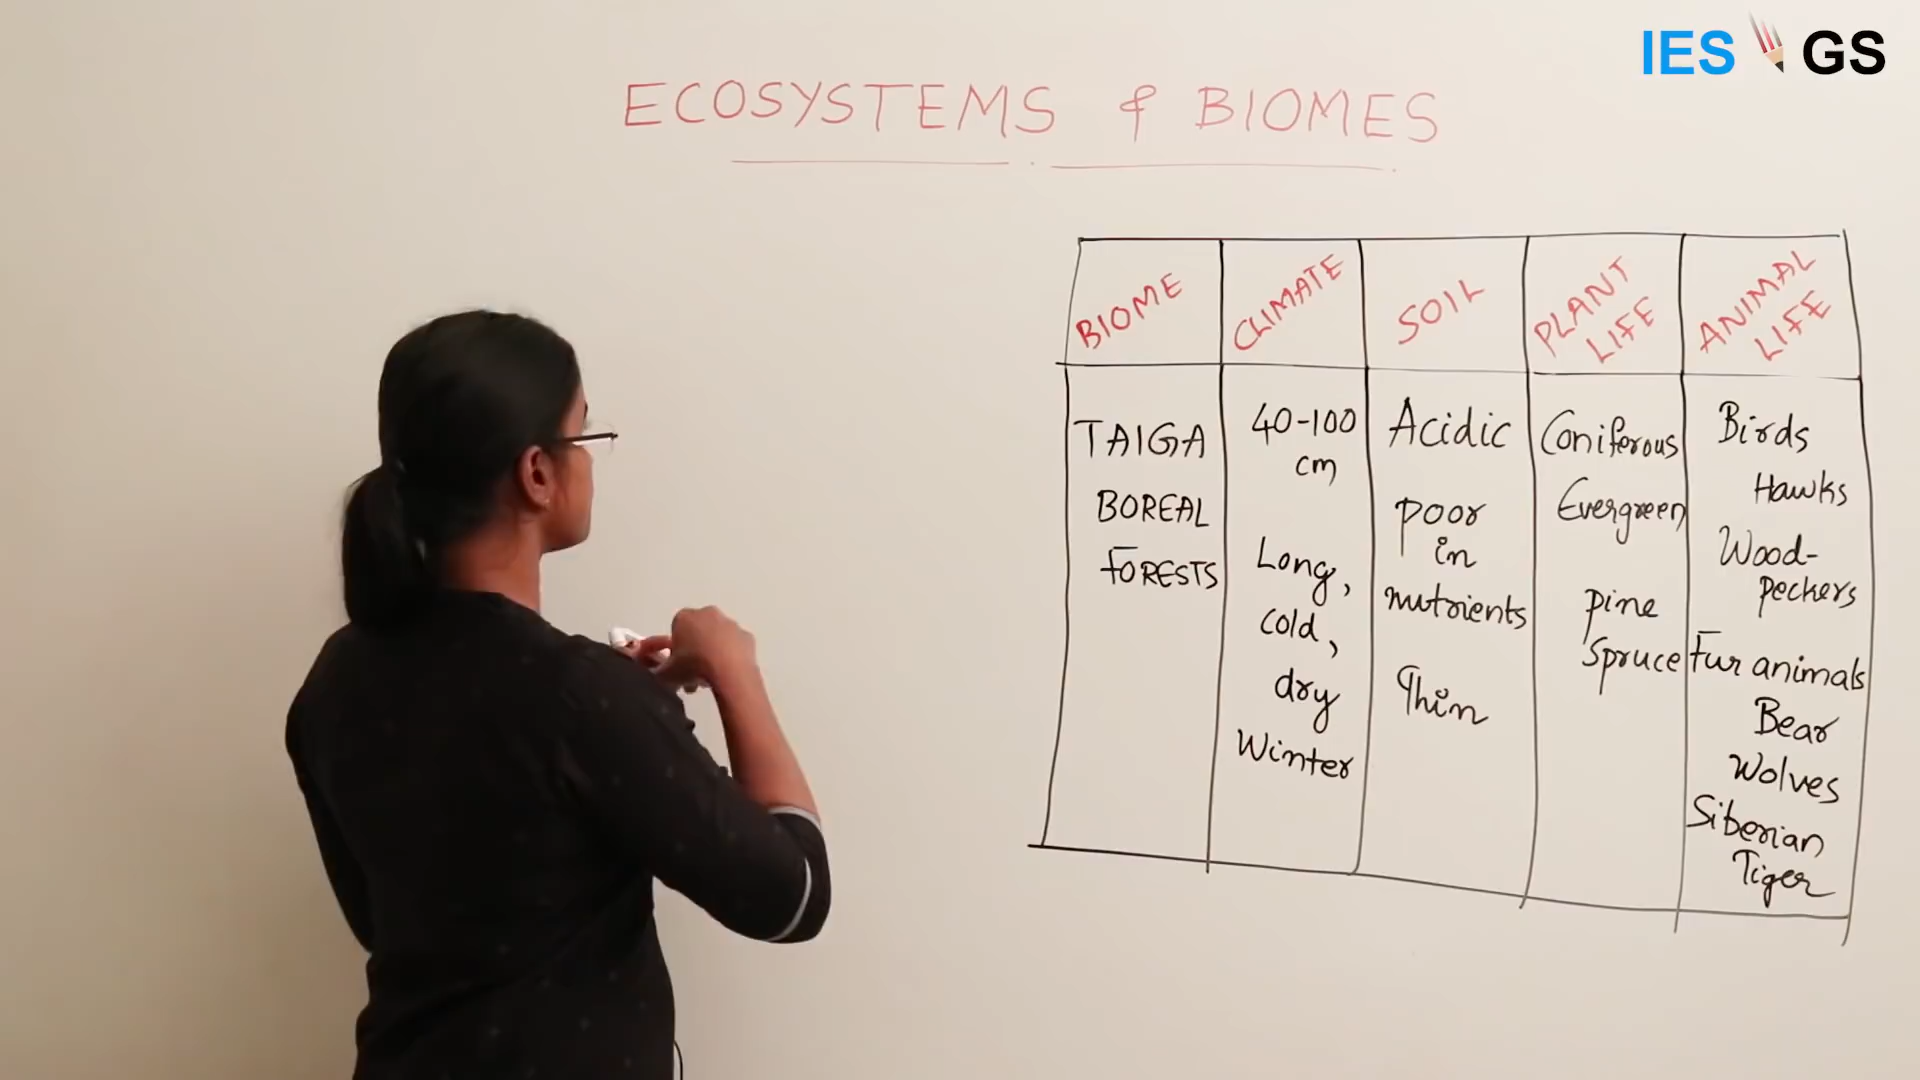 IES GS
ECOSYSTEMS & BIOMES
BIOME
CLIMATE
SOIL
PLANT
LIFE
ANIMAL
LIFE
TAIGA
BOREAL
FORESTS
40-100
cm
Long,
cold,
dry
Winter
Acidic
poor
in
nutrients
Thin
Coniferous
Evergreen
pine
Spruce
Birds
Hawks
Wood-
peckers
Fur animals
Bear
Wolves
Siberian
Tiger